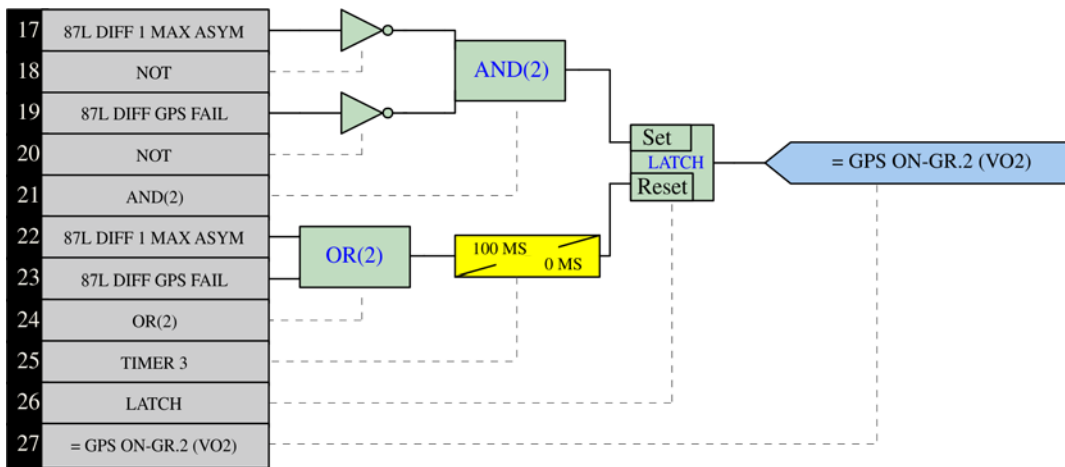 17 87L DIFF 1 MAX ASYM
18 NOT
19 87L DIFF GPS FAIL
20 NOT
21 AND(2)
22 87L DIFF 1 MAX ASYM
23 87L DIFF GPS FAIL
24 OR(2)
25 TIMER 3
26 LATCH
27 = GPS ON-GR.2 (VO2)
AND(2)
OR(2)
100 MS
0 MS
Set
LATCH
Reset
= GPS ON-GR.2 (VO2)